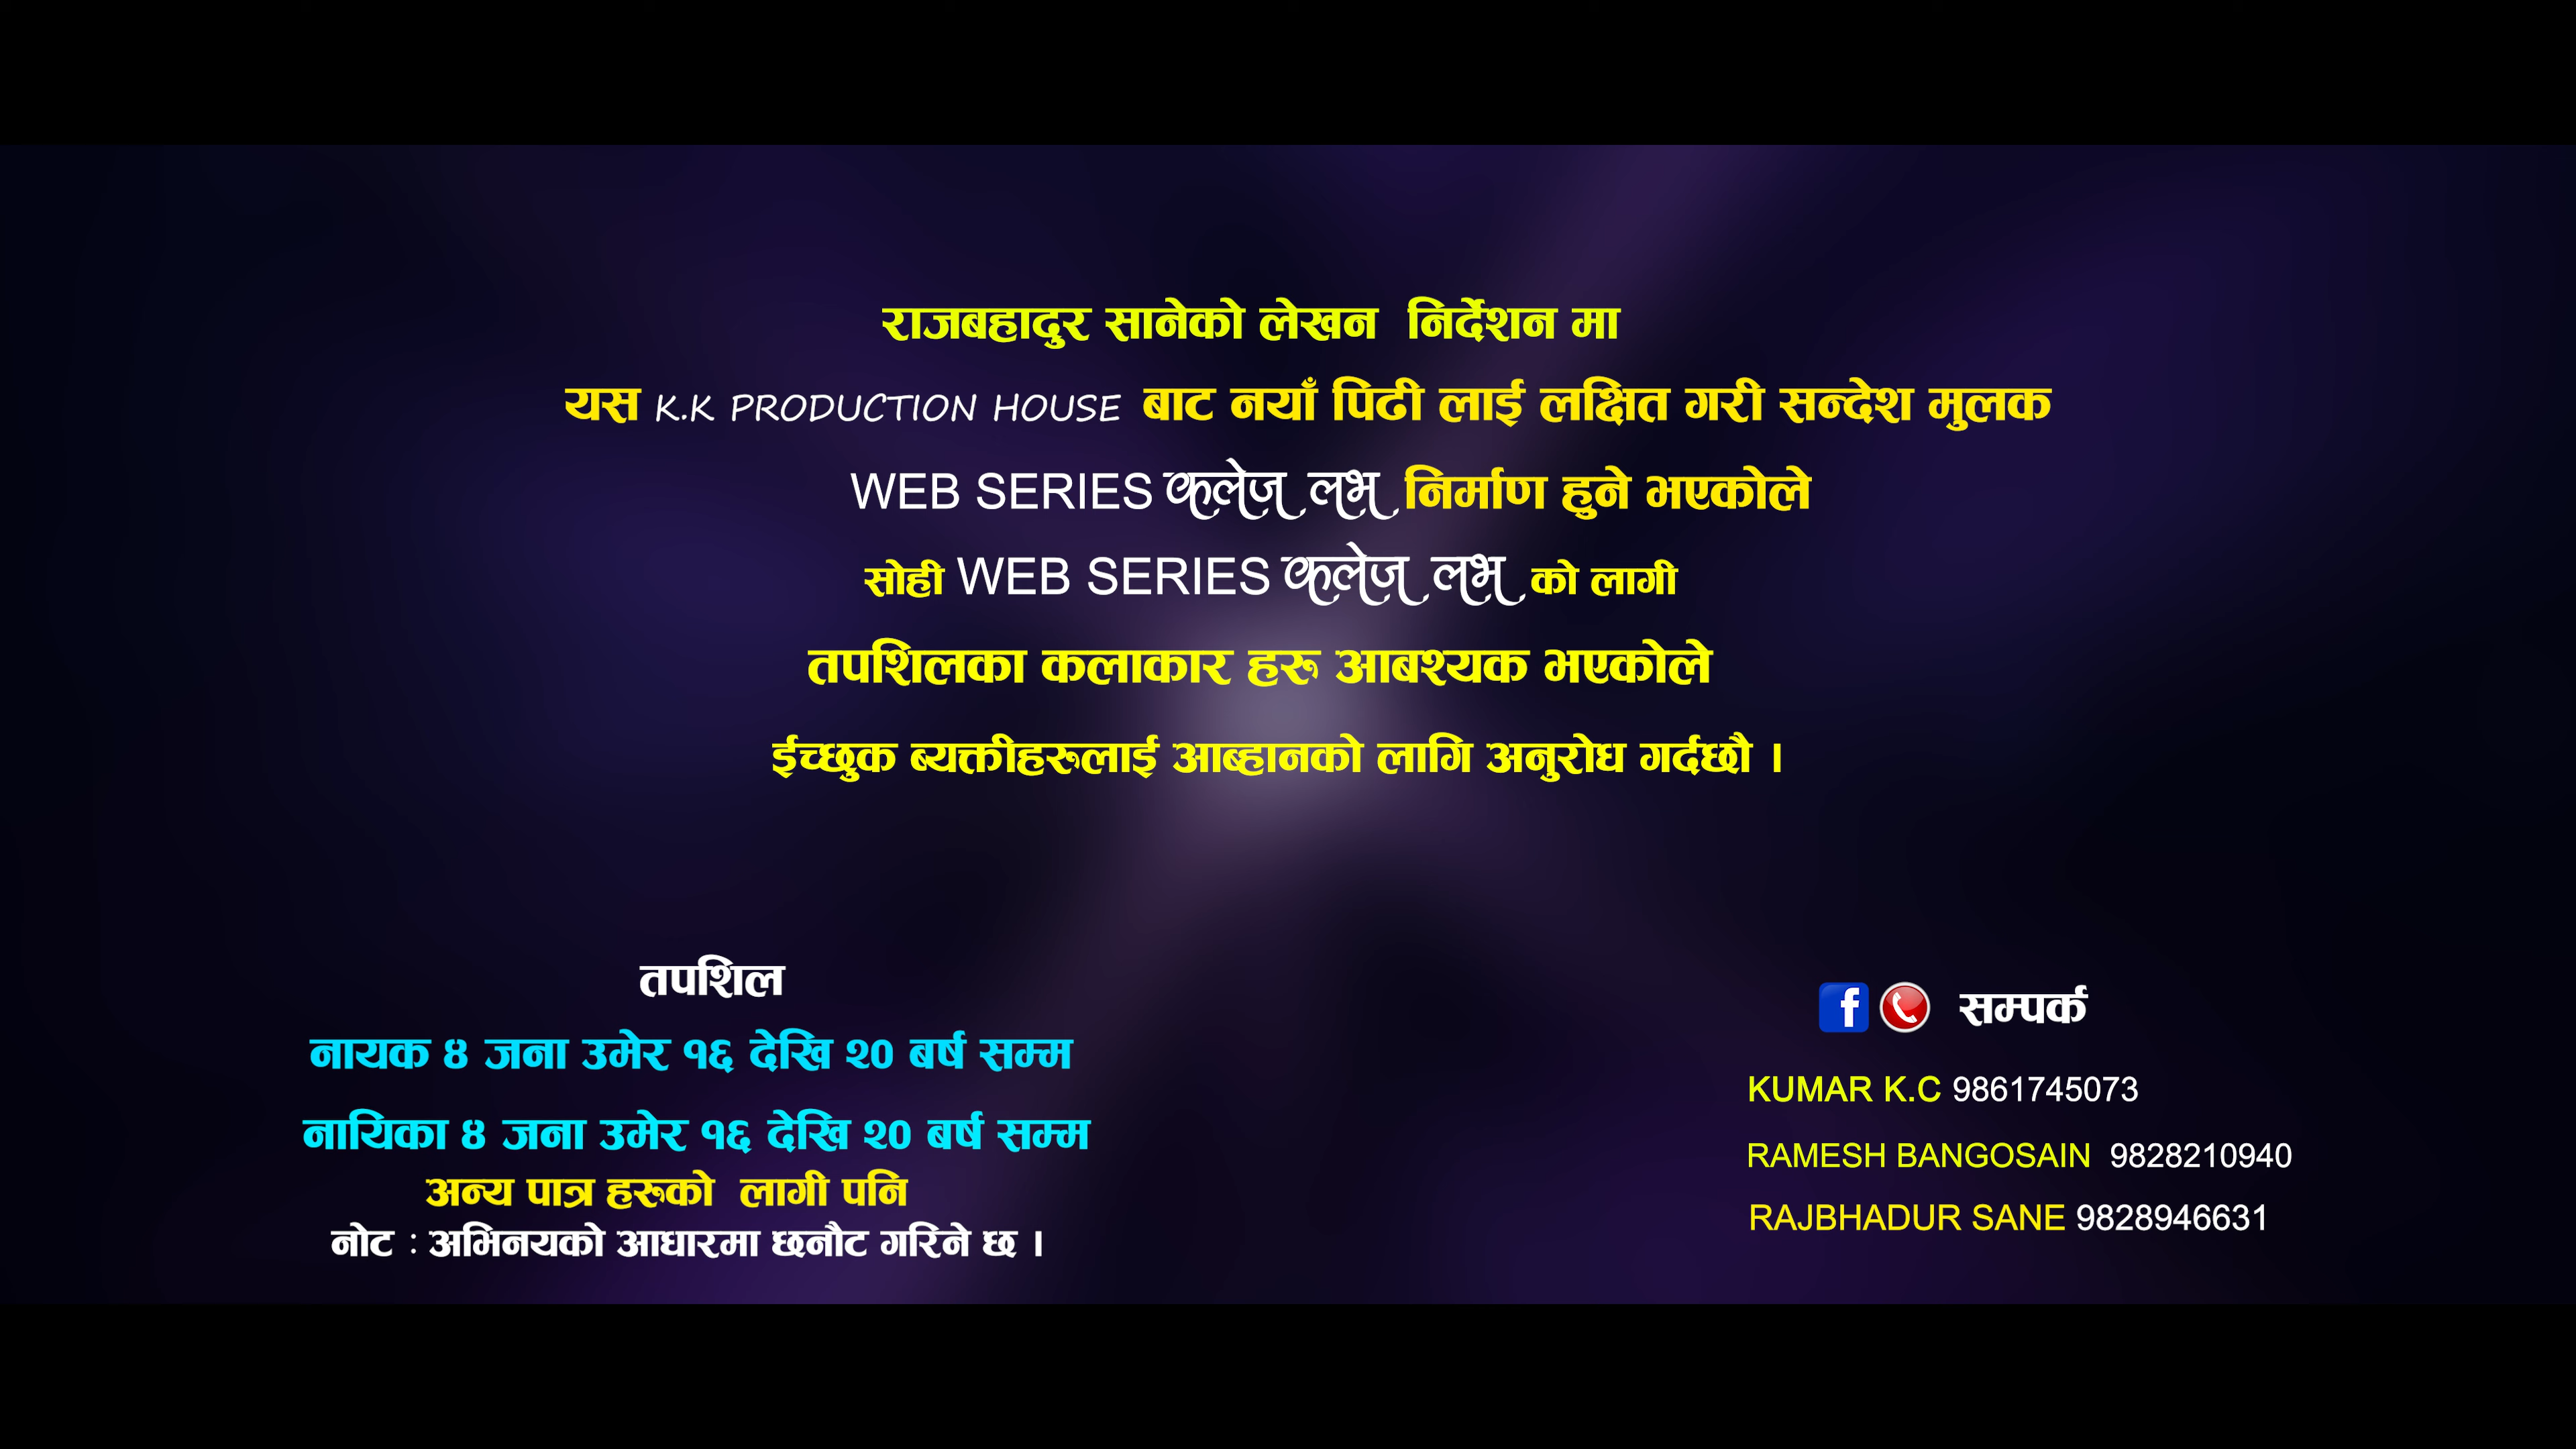 राजबहादुर सानेको लेखन निर्देशन मा
यस K.K PRODUCTION HOUSE बाट नयाँ पिढी लाई लक्षित गरी सन्देश मुलक
WEB SERIES कलेज लभ निर्माण हुने भएकोले
सोही WEB SERIES कलेज लभ को लागी
तपशिलका कलाकार हरू आबश्यक भएकोले
ईच्छुक ब्यक्तीहरुलाई आब्हानको लागि अनुरोध गर्दछौ ।
तपशिल
नायक ४ जना उमेर १६ देखि २० बर्ष सम्म
नायिका ४ जना उमेर १६ देखि २० बर्ष सम्म
अन्य पात्र हरुको लागी पनि
नोट : अभिनयको आधारमा छनौट गरिने छ ।
सम्पर्क
KUMAR K.C 9861745073
RAMESH BANGOSAIN 9828210940
RAJBHADUR SANE 9828946631